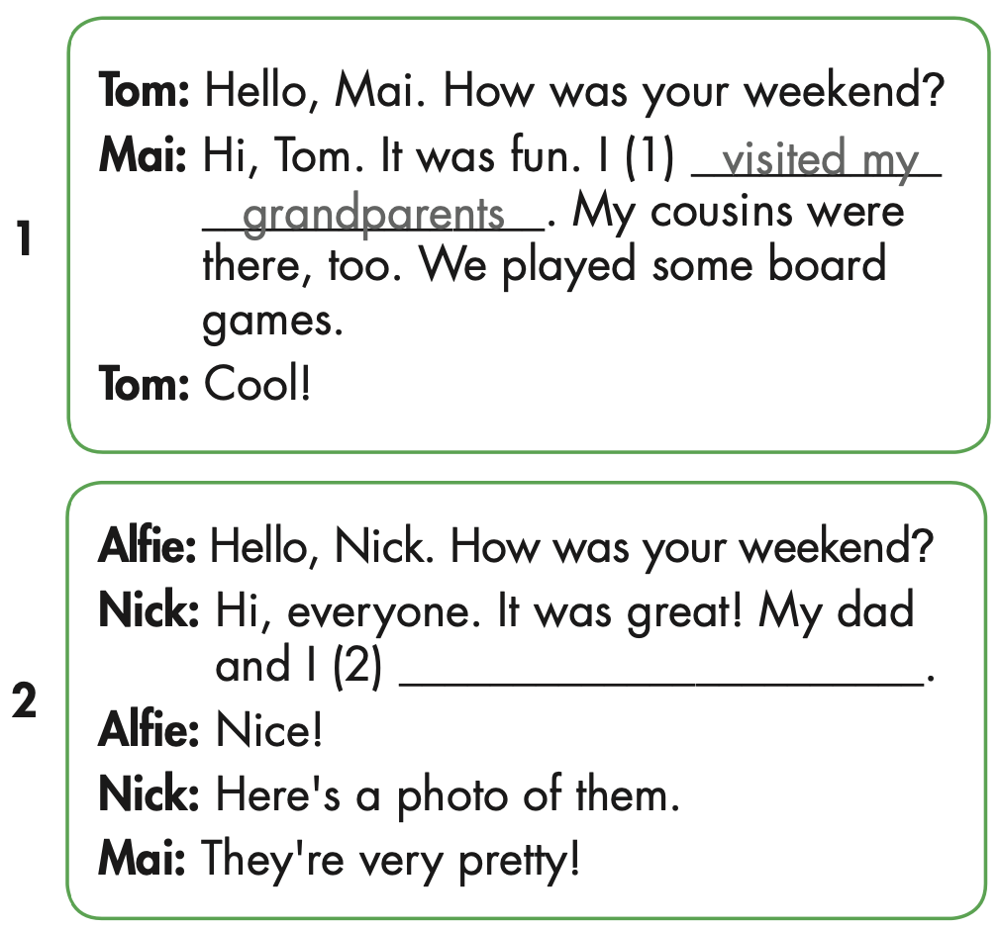 1
Tom: Hello, Mai. How was your weekend?
Mai: Hi, Tom. It was fun. I (1) visited my
grandparents. My cousins were
there, too. We played some board
games.
Tom: Cool!
2
Alfie: Hello, Nick. How was your weekend?
Nick: Hi, everyone. It was great! My dad
and I (2) ____________________.
Alfie: Nice!
Nick: Here's a photo of them.
Mai: They're very pretty!